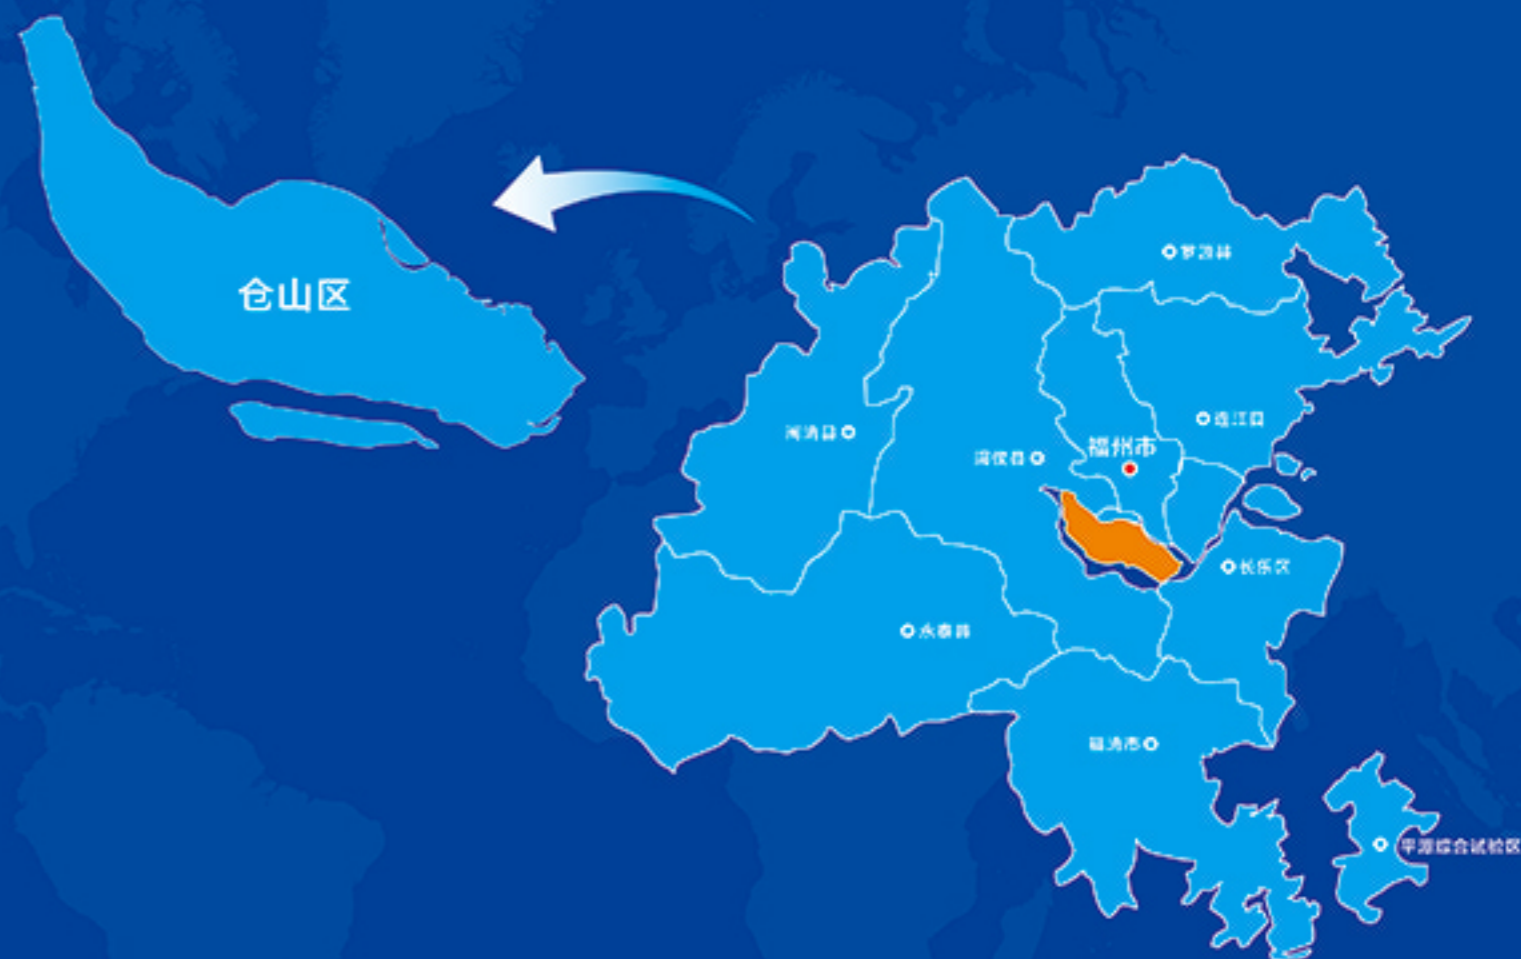 仓山区
罗源县
连江县
闽清县
闽侯县
福州市
长乐区
永泰县
福清市
平潭综合试验区